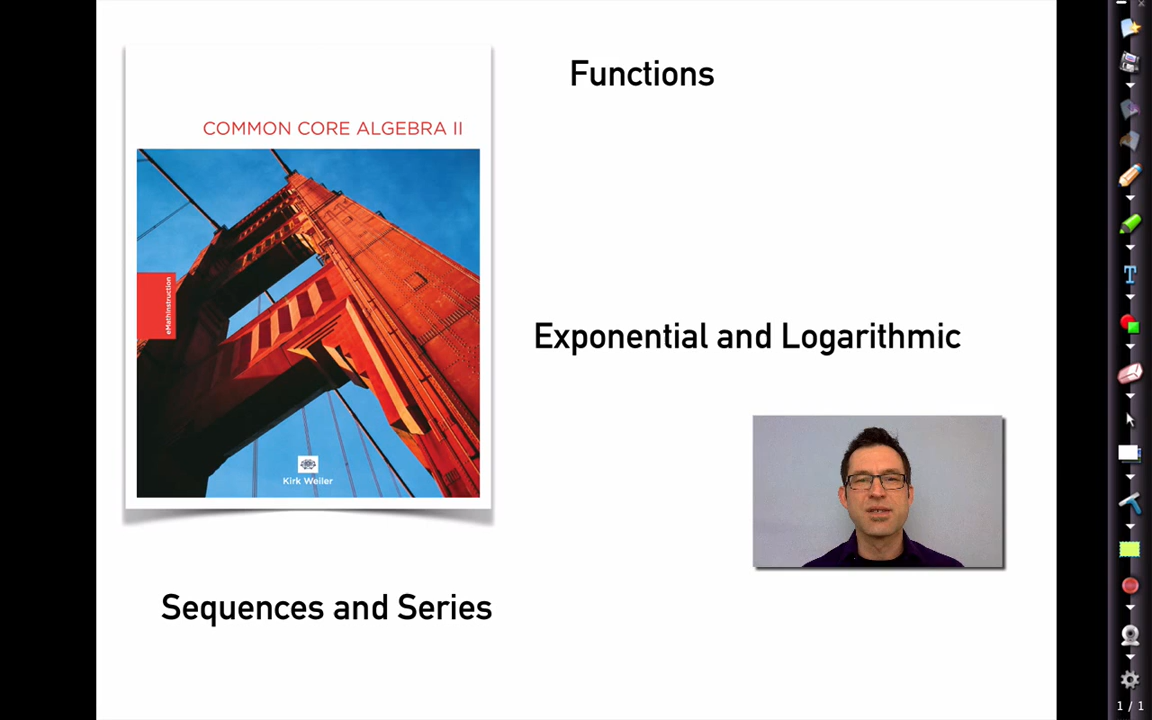 Functions
COMMON CORE ALGEBRA II
eMathInstruction
Exponential and Logarithmic
Kirk Weiler
Sequences and Series
T
1 / 1